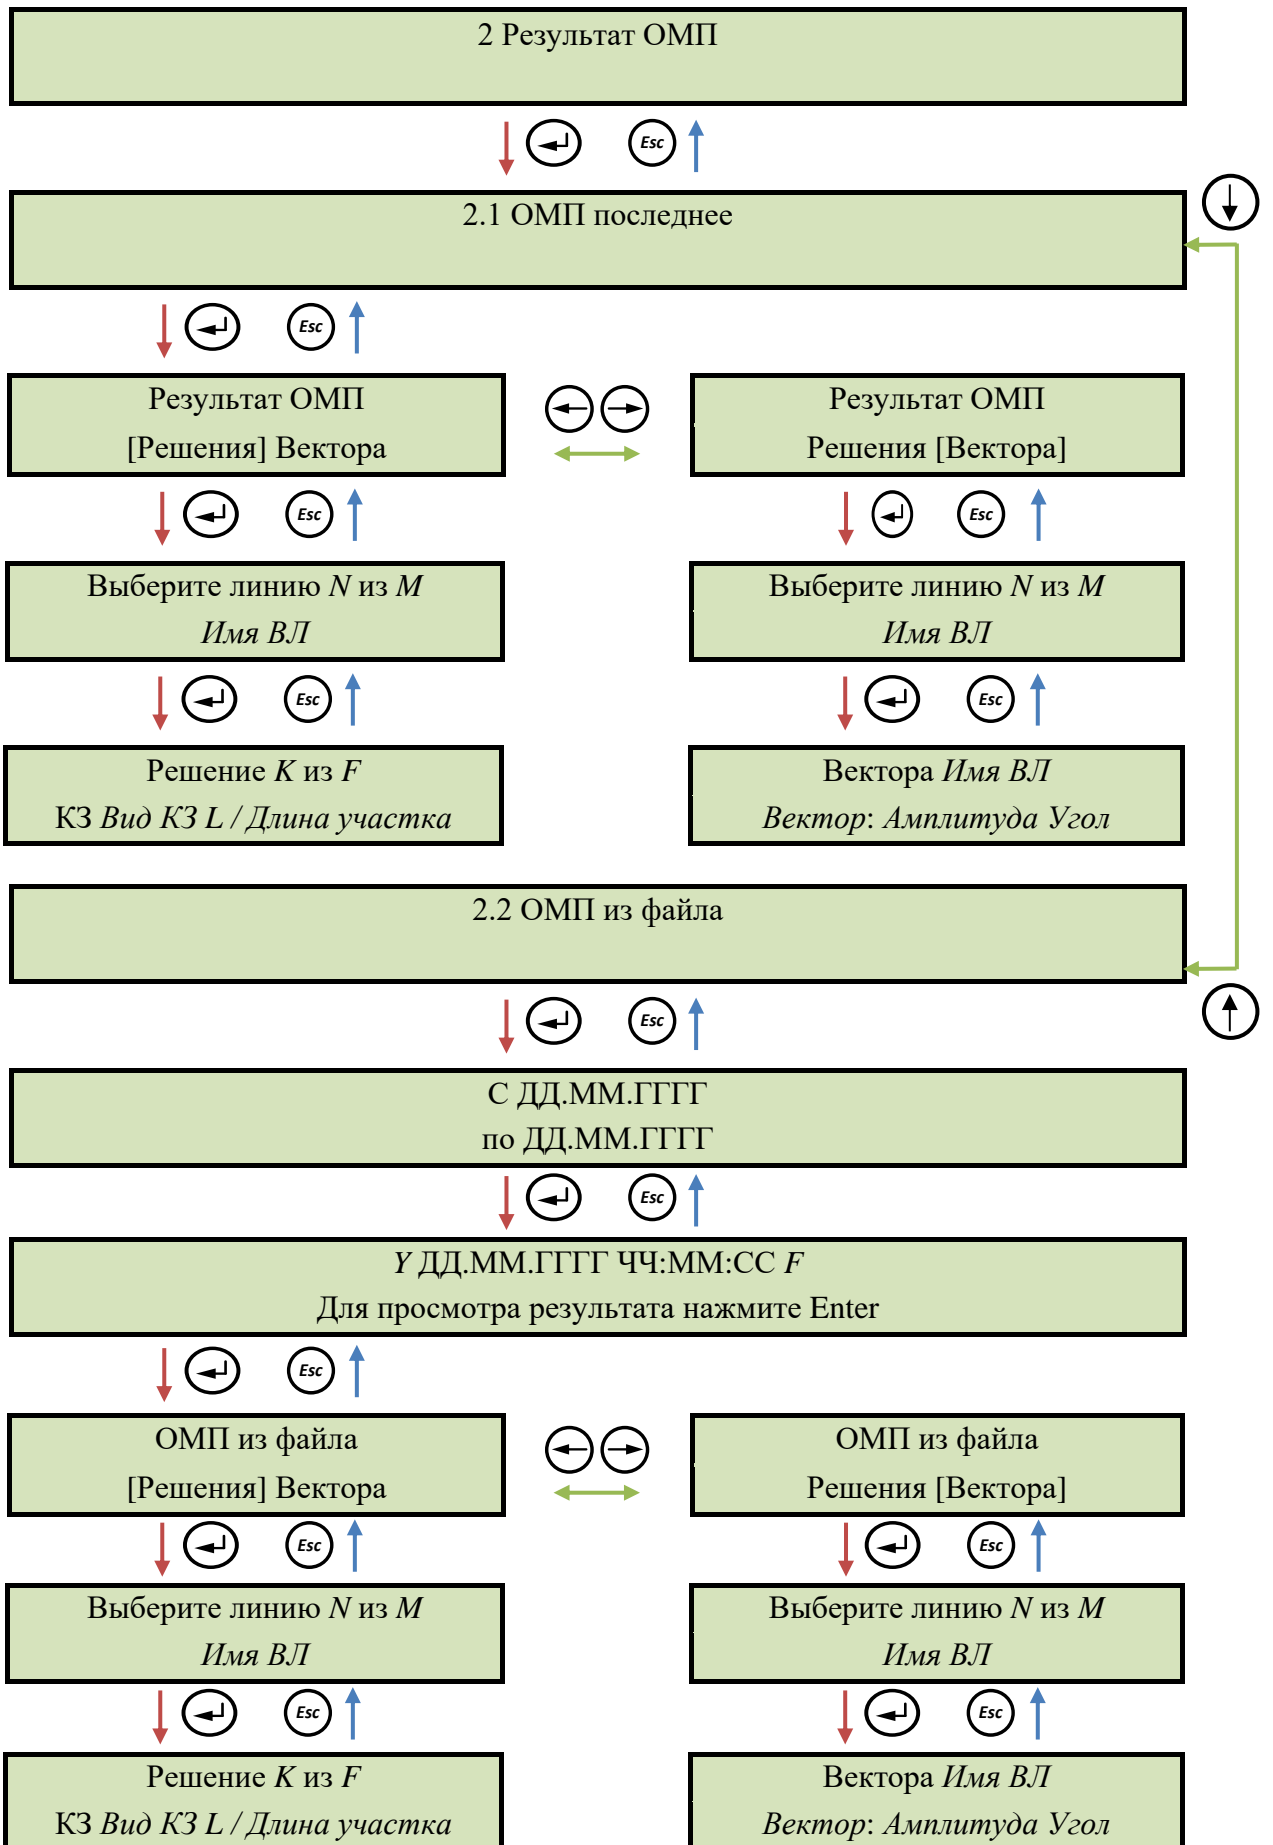 2 Результат ОМП
Esc
2.1 ОМП последнее
Esc
Результат ОМП
[Решения] Вектора
Результат ОМП
Решения [Вектора]
Esc
Esc
Выберите линию N из M
Имя ВЛ
Выберите линию N из M
Имя ВЛ
Esc
Esc
Решение K из F
КЗ Вид КЗ L / Длина участка
Вектора Имя ВЛ
Вектор: Амплитуда Угол
2.2 ОМП из файла
Esc
С ДД.ММ.ГГГГ
по ДД.ММ.ГГГГ
Esc
Y ДД.ММ.ГГГГ ЧЧ:ММ:СС F
Для просмотра результата нажмите Enter
Esc
ОМП из файла
[Решения] Вектора
ОМП из файла
Решения [Вектора]
Esc
Esc
Выберите линию N из M
Имя ВЛ
Выберите линию N из M
Имя ВЛ
Esc
Esc
Решение K из F
КЗ Вид КЗ L / Длина участка
Вектора Имя ВЛ
Вектор: Амплитуда Угол